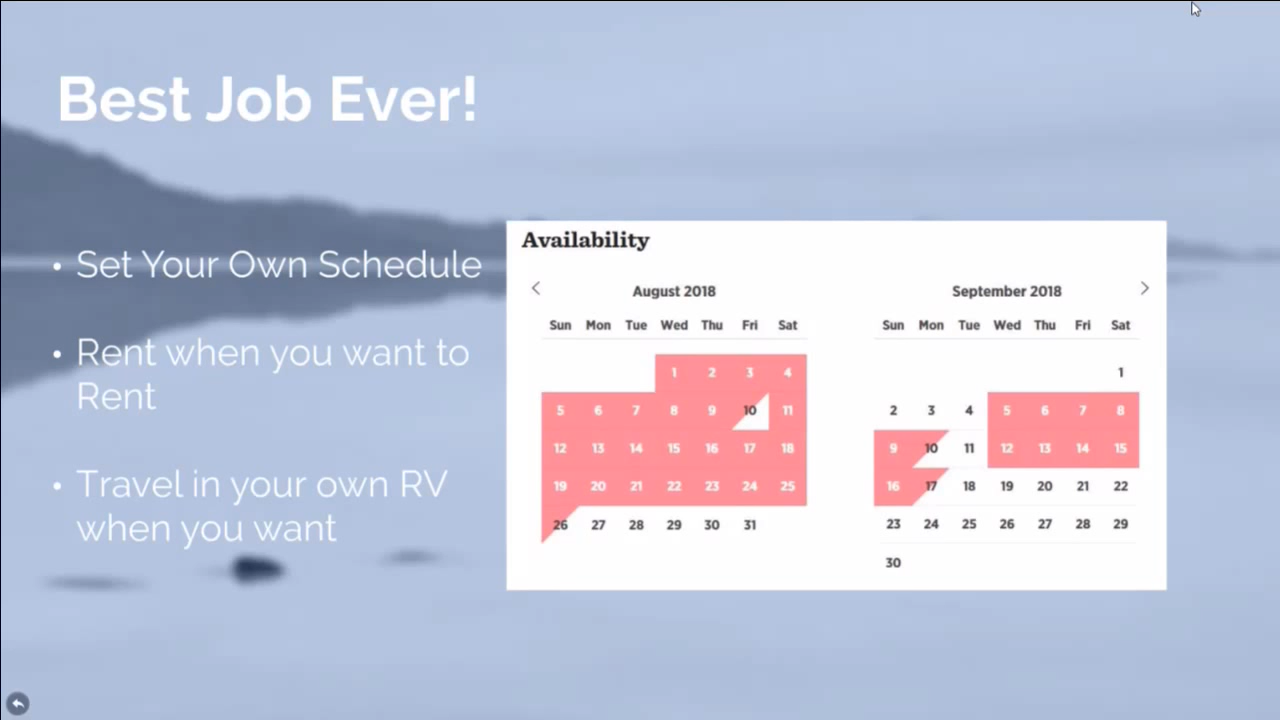 Best Job Ever!
• Set Your Own Schedule
• Rent when you want to
Rent
• Travel in your own RV
when you want
Availability
August 2018
Sun Mon Tue Wed Thu Fri Sat
1 2 3 4
5 6 7 8 9 10 11
12 13 14 15 16 17 18
19 20 21 22 23 24 25
26 27 28 29 30 31
September 2018
Sun Mon Tue Wed Thu Fri Sat
1
2 3 4 5 6 7 8
9 10 11 12 13 14 15
16 17 18 19 20 21 22
23 24 25 26 27 28 29
30